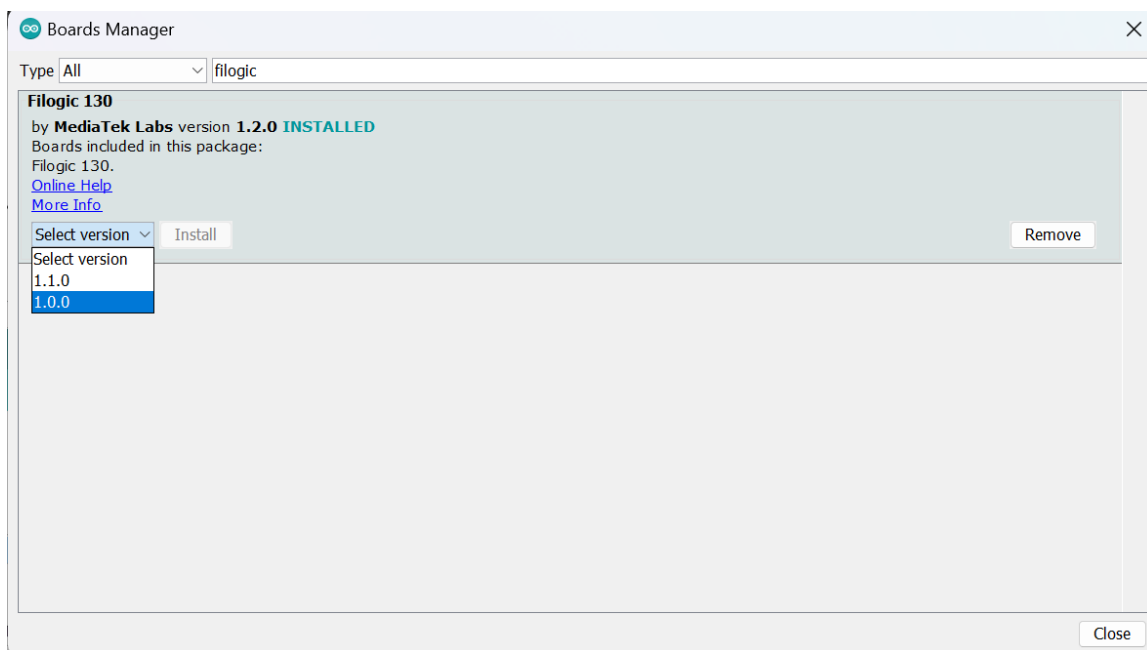 Boards Manager
Type All filogic
Filogic 130
by MediaTek Labs version 1.2.0 INSTALLED
Boards included in this package:
Filogic 130.
Online Help
More Info
Select version Install Remove
Select version
1.1.0
1.0.0
Close